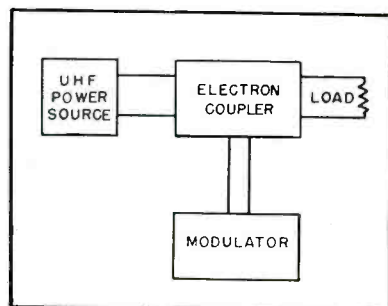 UHF
POWER
SOURCE
ELECTRON
COUPLER
LOAD
MODULATOR